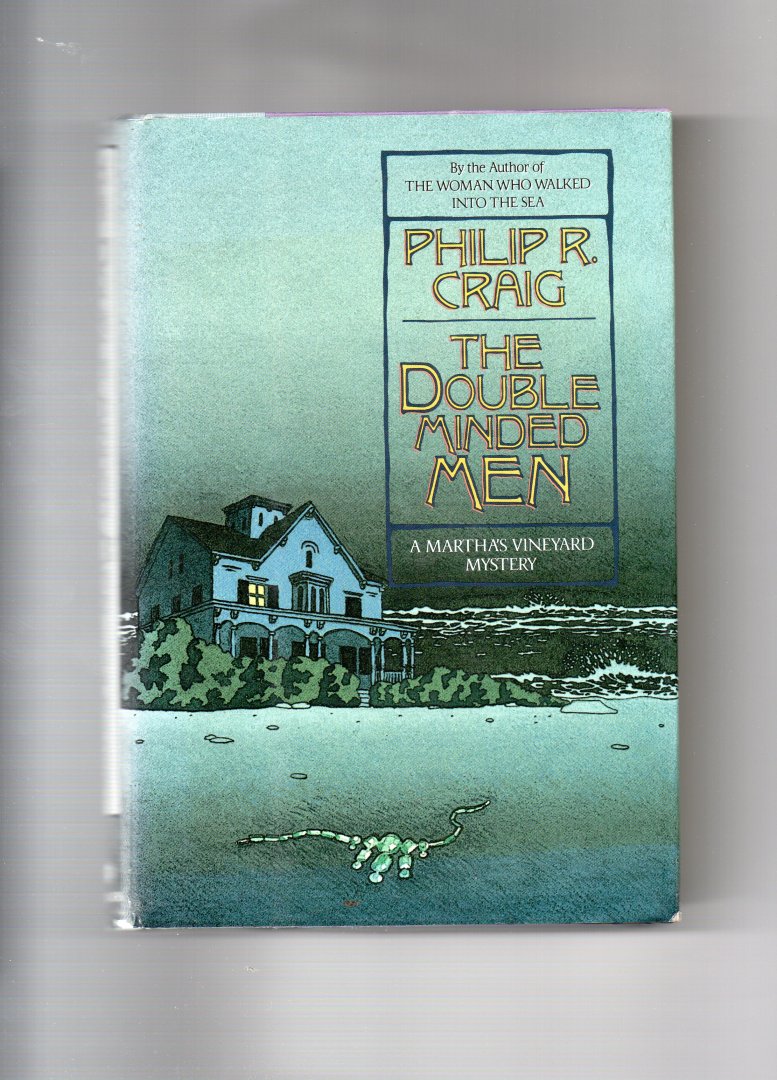 By the Author of
THE WOMAN WHO WALKED
INTO THE SEA
PHILIP R.
CRAIG
THE
DOUBLE
MINDED
MEN
A MARTHA'S VINEYARD
MYSTERY